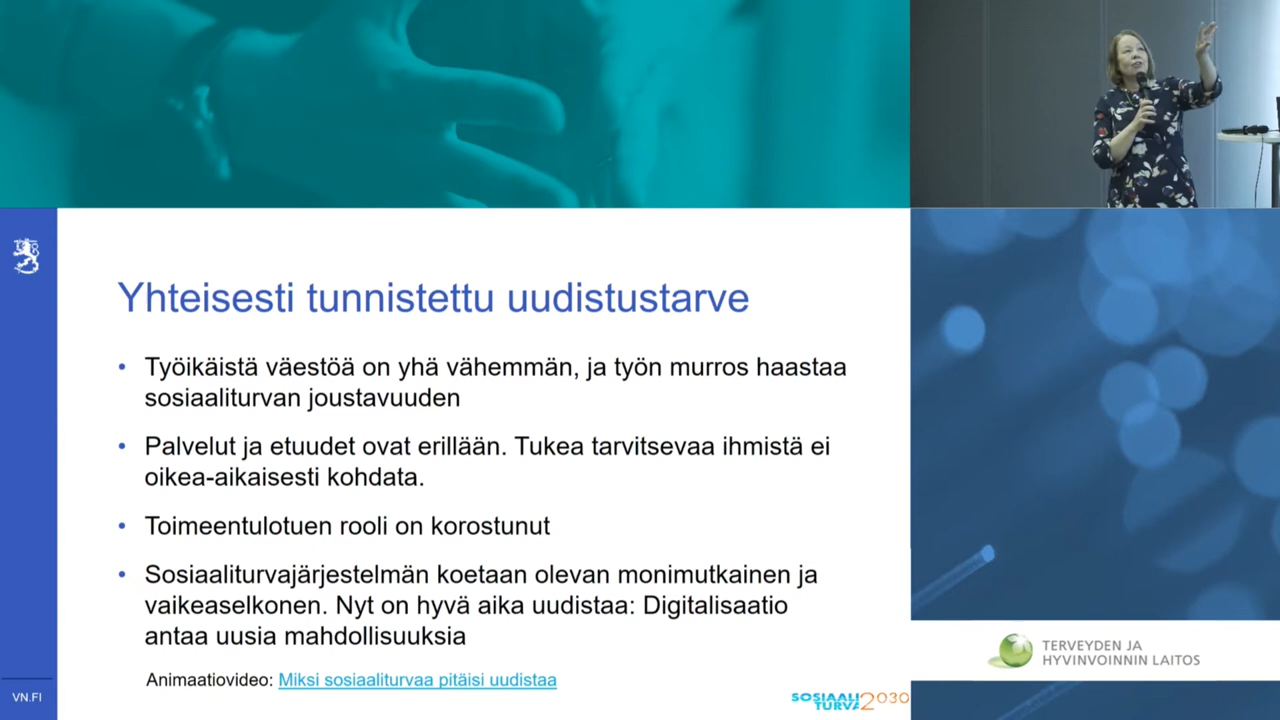 Yhteisesti tunnistettu uudistustarve
• Työikäistä väestöä on yhä vähemmän, ja työn murros haastaa
sosiaaliturvan joustavuuden
• Palvelut ja etuudet ovat erillään. Tukea tarvitsevaa ihmistä ei
oikea-aikaisesti kohdata.
• Toimeentulotuen rooli on korostunut
• Sosiaaliturvajärjestelmän koetaan olevan monimutkainen ja
vaikeaselkonen. Nyt on hyvä aika uudistaa: Digitalisaatio
antaa uusia mahdollisuuksia
Animaatiovideo: Miksi sosiaaliturvaa pitäisi uudistaa
VN.FI
SOSIAALI
TURVA2030
TERVEYDEN JA
HYVINVOINNIN LAITOS